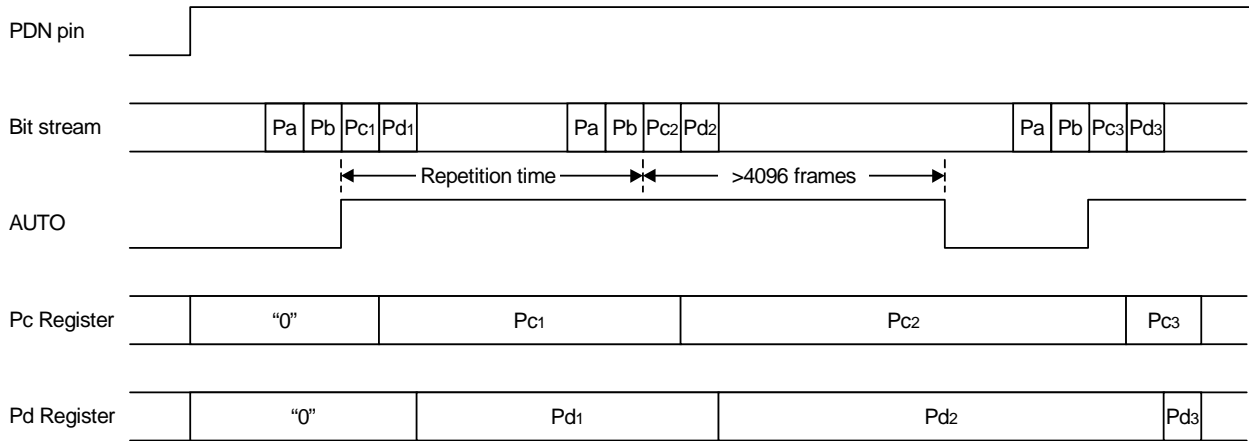 PDN pin
Bit stream Pa Pb Pc1 Pd1 Pa Pb Pc2 Pd2 Pa Pb Pc3 Pd3
Repetition time >4096 frames
AUTO
Pc Register “0” Pc1 Pc2 Pc3
Pd Register “0” Pd1 Pd2 Pd3